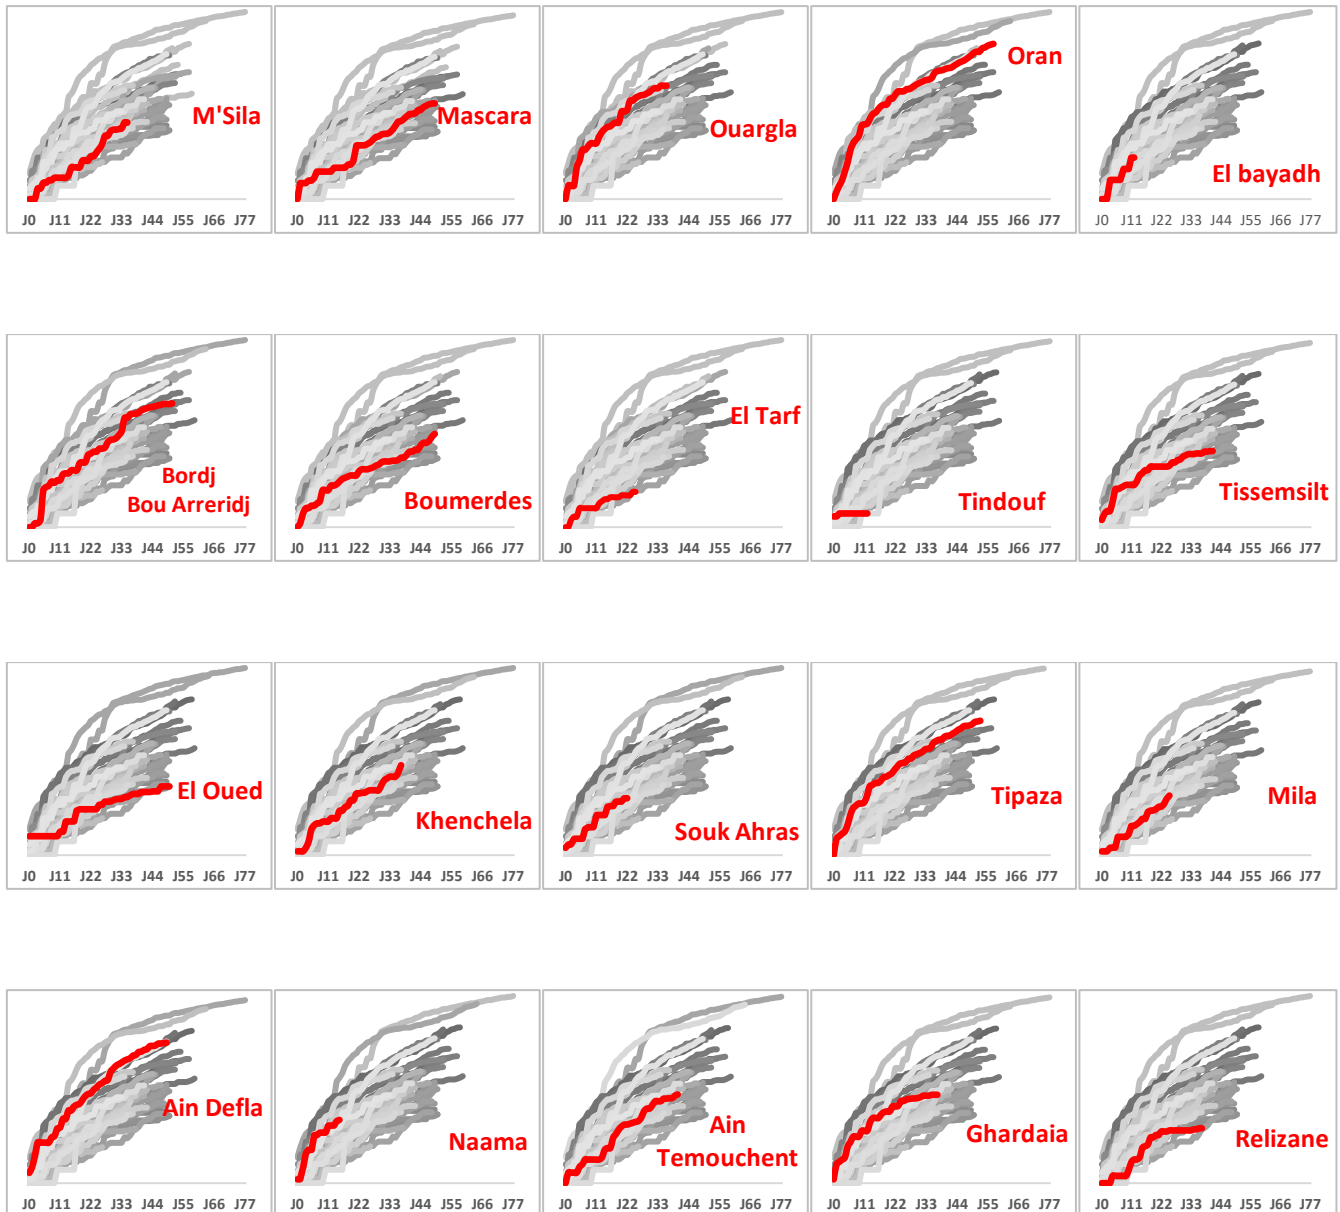 M'Sila
J0 J11 J22 J33 J44 J55 J66 J77
Mascara
J0 J11 J22 J33 J44 J55 J66 J77
Ouargla
J0 J11 J22 J33 J44 J55 J66 J77
Oran
J0 J11 J22 J33 J44 J55 J66 J77
El bayadh
J0 J11 J22 J33 J44 J55 J66 J77
Bordj
Bou Arreridj
J0 J11 J22 J33 J44 J55 J66 J77
Boumerdes
J0 J11 J22 J33 J44 J55 J66 J77
El Tarf
J0 J11 J22 J33 J44 J55 J66 J77
Tindouf
J0 J11 J22 J33 J44 J55 J66 J77
Tissemsilt
J0 J11 J22 J33 J44 J55 J66 J77
El Oued
J0 J11 J22 J33 J44 J55 J66 J77
Khenchela
J0 J11 J22 J33 J44 J55 J66 J77
Souk Ahras
J0 J11 J22 J33 J44 J55 J66 J77
Tipaza
J0 J11 J22 J33 J44 J55 J66 J77
Mila
J0 J11 J22 J33 J44 J55 J66 J77
Ain Defla
J0 J11 J22 J33 J44 J55 J66 J77
Naama
J0 J11 J22 J33 J44 J55 J66 J77
Ain
Temouchent
J0 J11 J22 J33 J44 J55 J66 J77
Ghardaia
J0 J11 J22 J33 J44 J55 J66 J77
Relizane
J0 J11 J22 J33 J44 J55 J66 J77